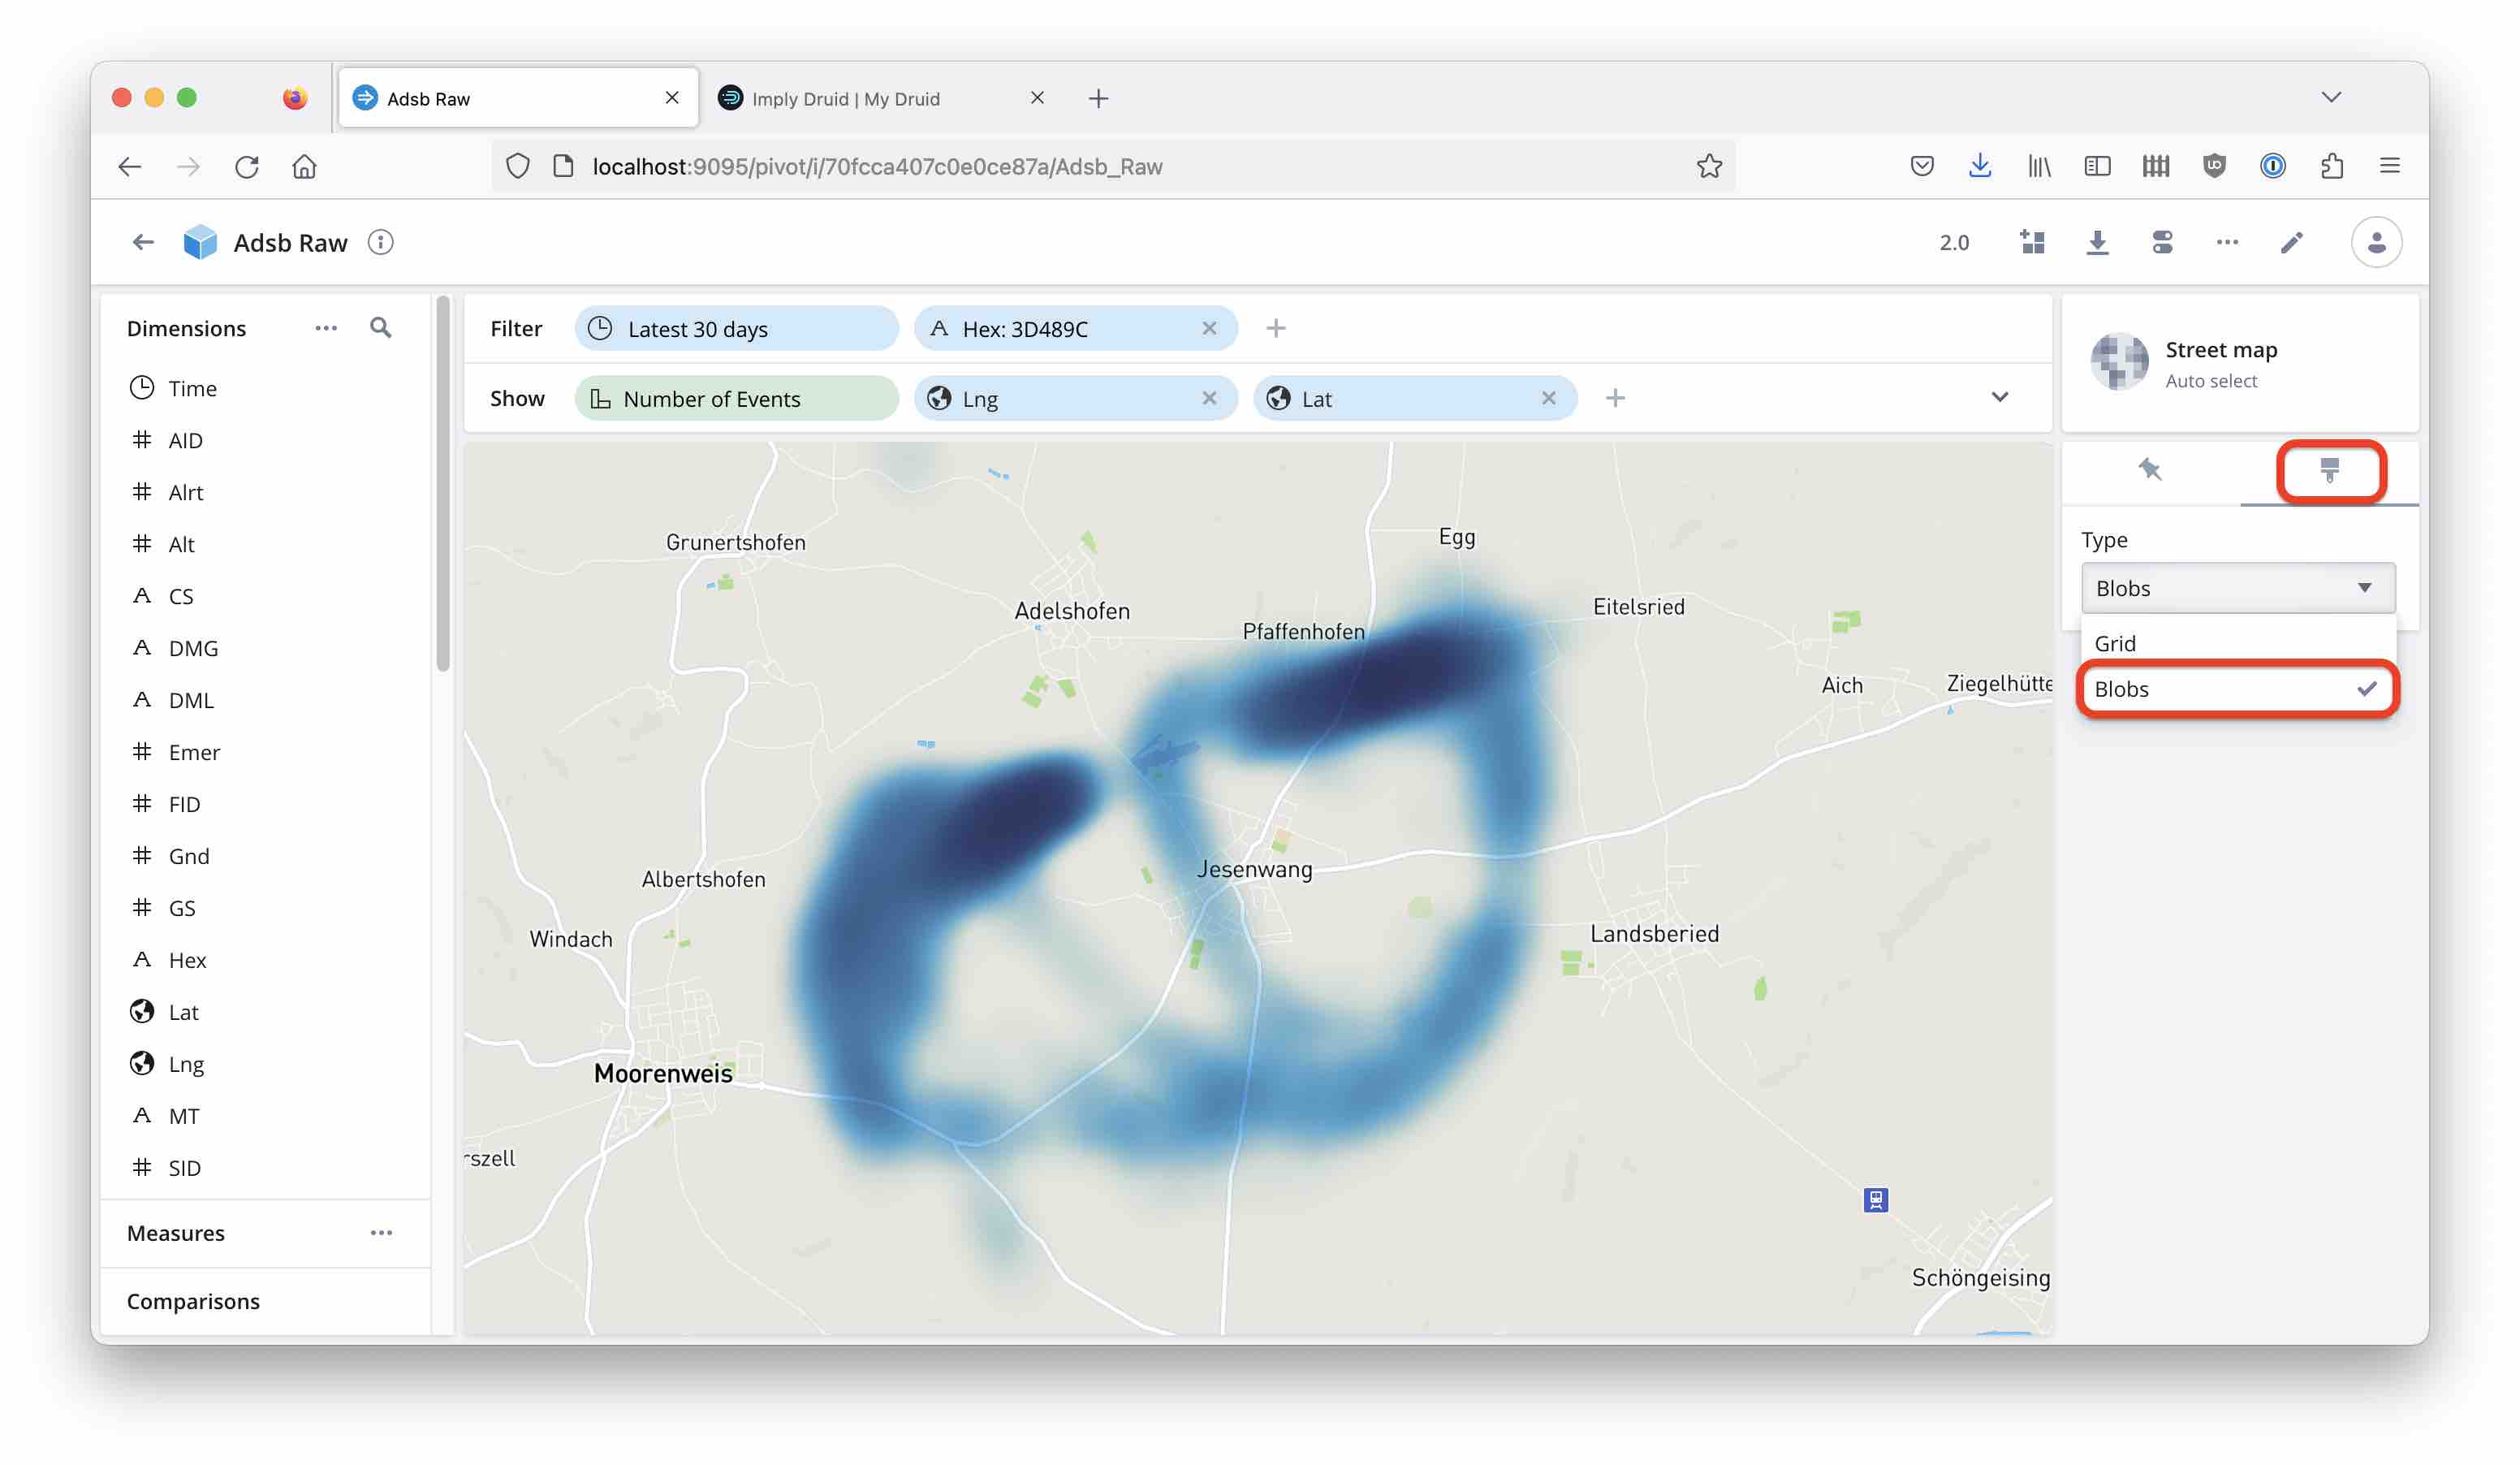 Adsb Raw
Imply Druid | My Druid
localhost:9095/pivot/i/70fcca407c0e0ce87a/Adsb_Raw
Adsb Raw
2.0
Dimensions
Time
AID
Alrt
Alt
CS
DMG
DML
Emer
FID
Gnd
GS
Hex
Lat
Lng
MT
SID
Measures
Comparisons
Filter
Latest 30 days
Hex: 3D489C
Show
Number of Events
Lng
Lat
Grunertshofen
Egg
Adelshofen
Eitelsried
Pfaffenhofen
Aich
Ziegelhütte
Albertshofen
Jesenwang
Windach
Landsberied
Moorenweis
rszell
Schöngeising
Street map
Auto select
Type
Blobs
Grid
Blobs